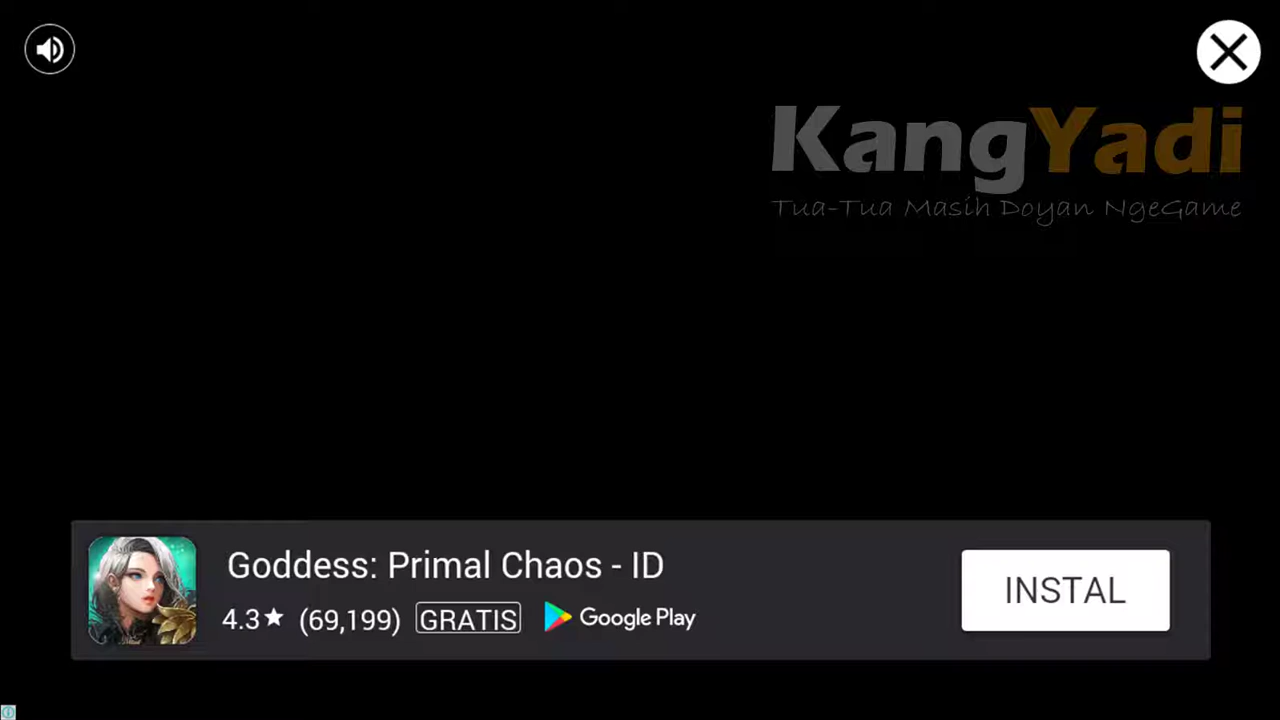 KangYadi
Tua-Tua Masih Doyan NgeGame
Goddess: Primal Chaos - ID
4.3★ (69,199) GRATIS Google Play
INSTAL